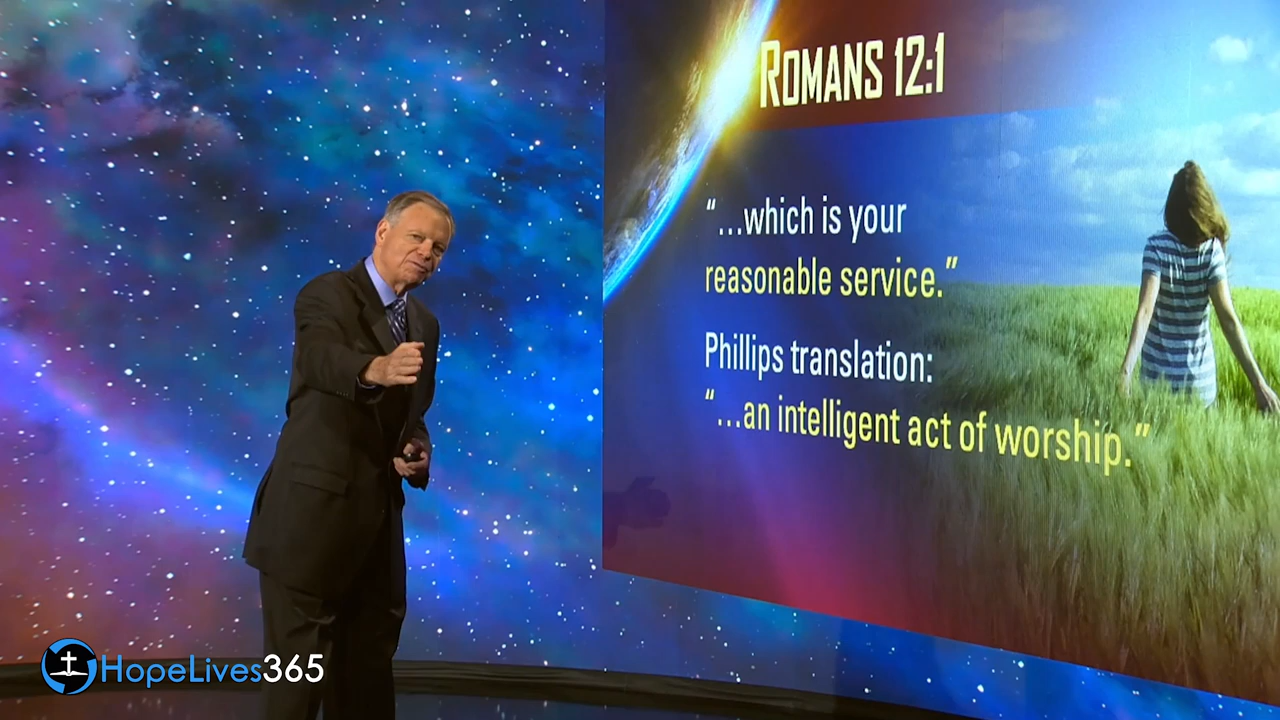 ROMANS 12:1
“...which is your
reasonable service.”
Phillips translation:
“...an intelligent act of worship.”
HopeLives365